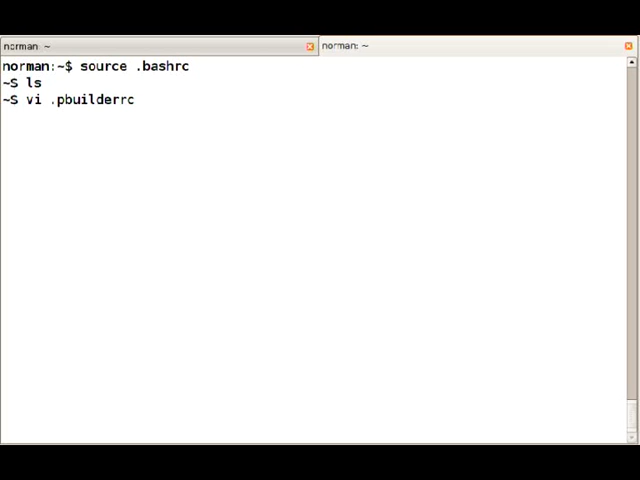 norman: ~
norman: ~
norman:~$ source .bashrc
~$ ls
~$ vi .pbuilderrc